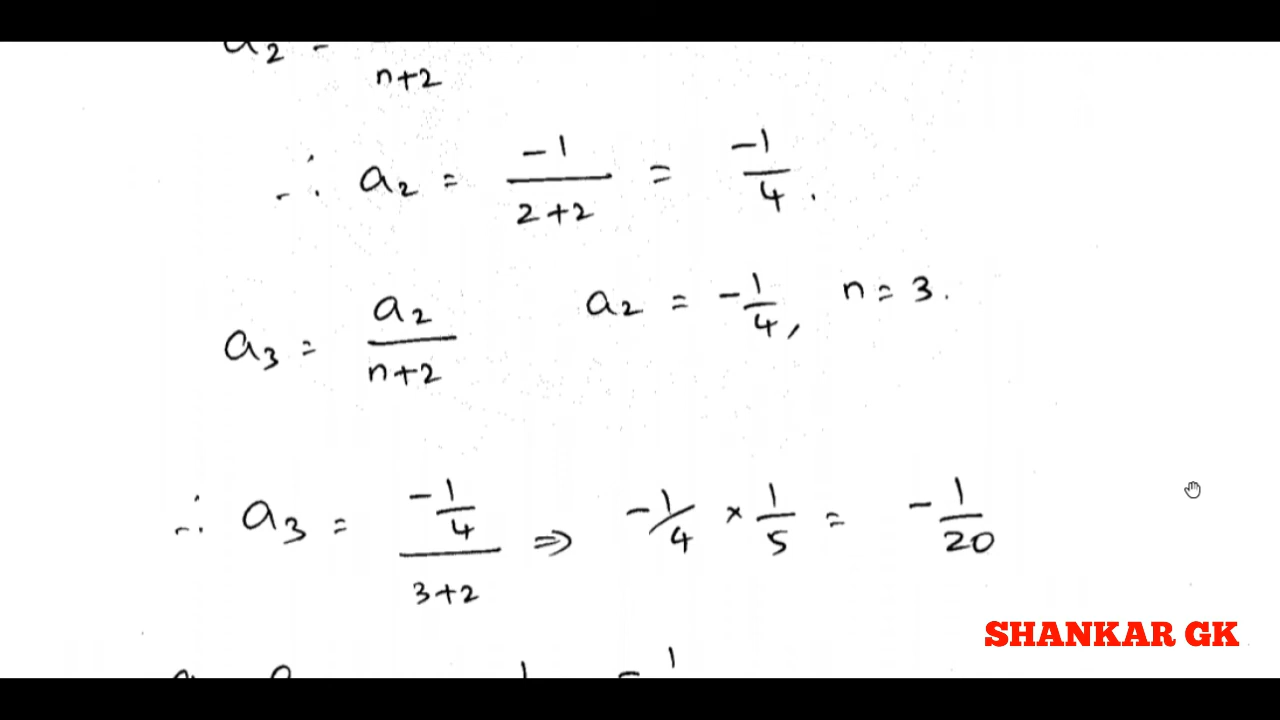 a₂ =
n+2
∴ a₂ = -1/(2+2) = -1/4.
a₃ = a₂/(n+2) a₂ = -1/4, n = 3.
∴ a₃ = (-1/4)/(3+2) ⇒ -1/4 × 1/5 = -1/20
SHANKAR GK